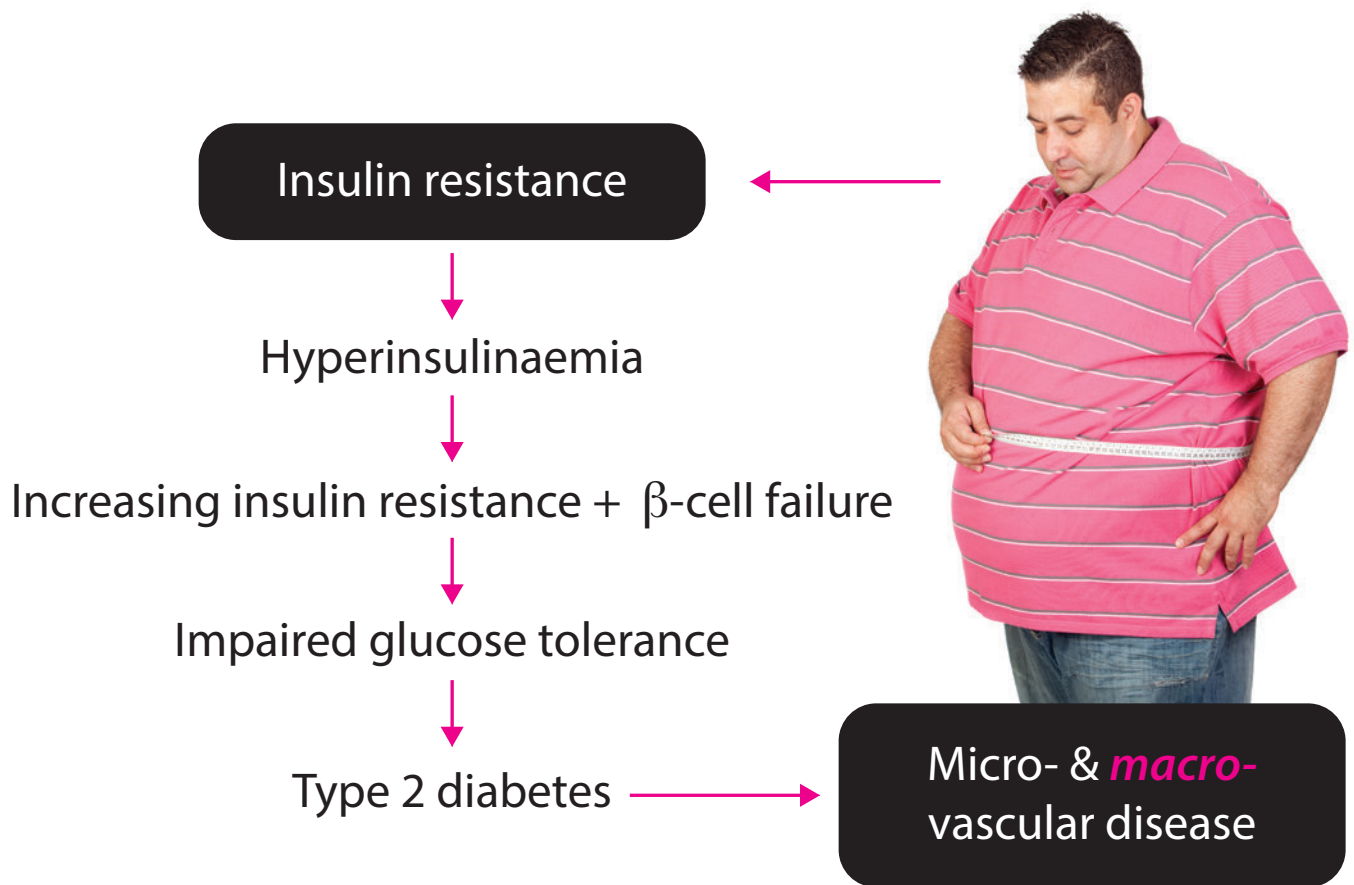 Insulin resistance
Hyperinsulinaemia
Increasing insulin resistance + β-cell failure
Impaired glucose tolerance
Type 2 diabetes
Micro- & macro-
vascular disease